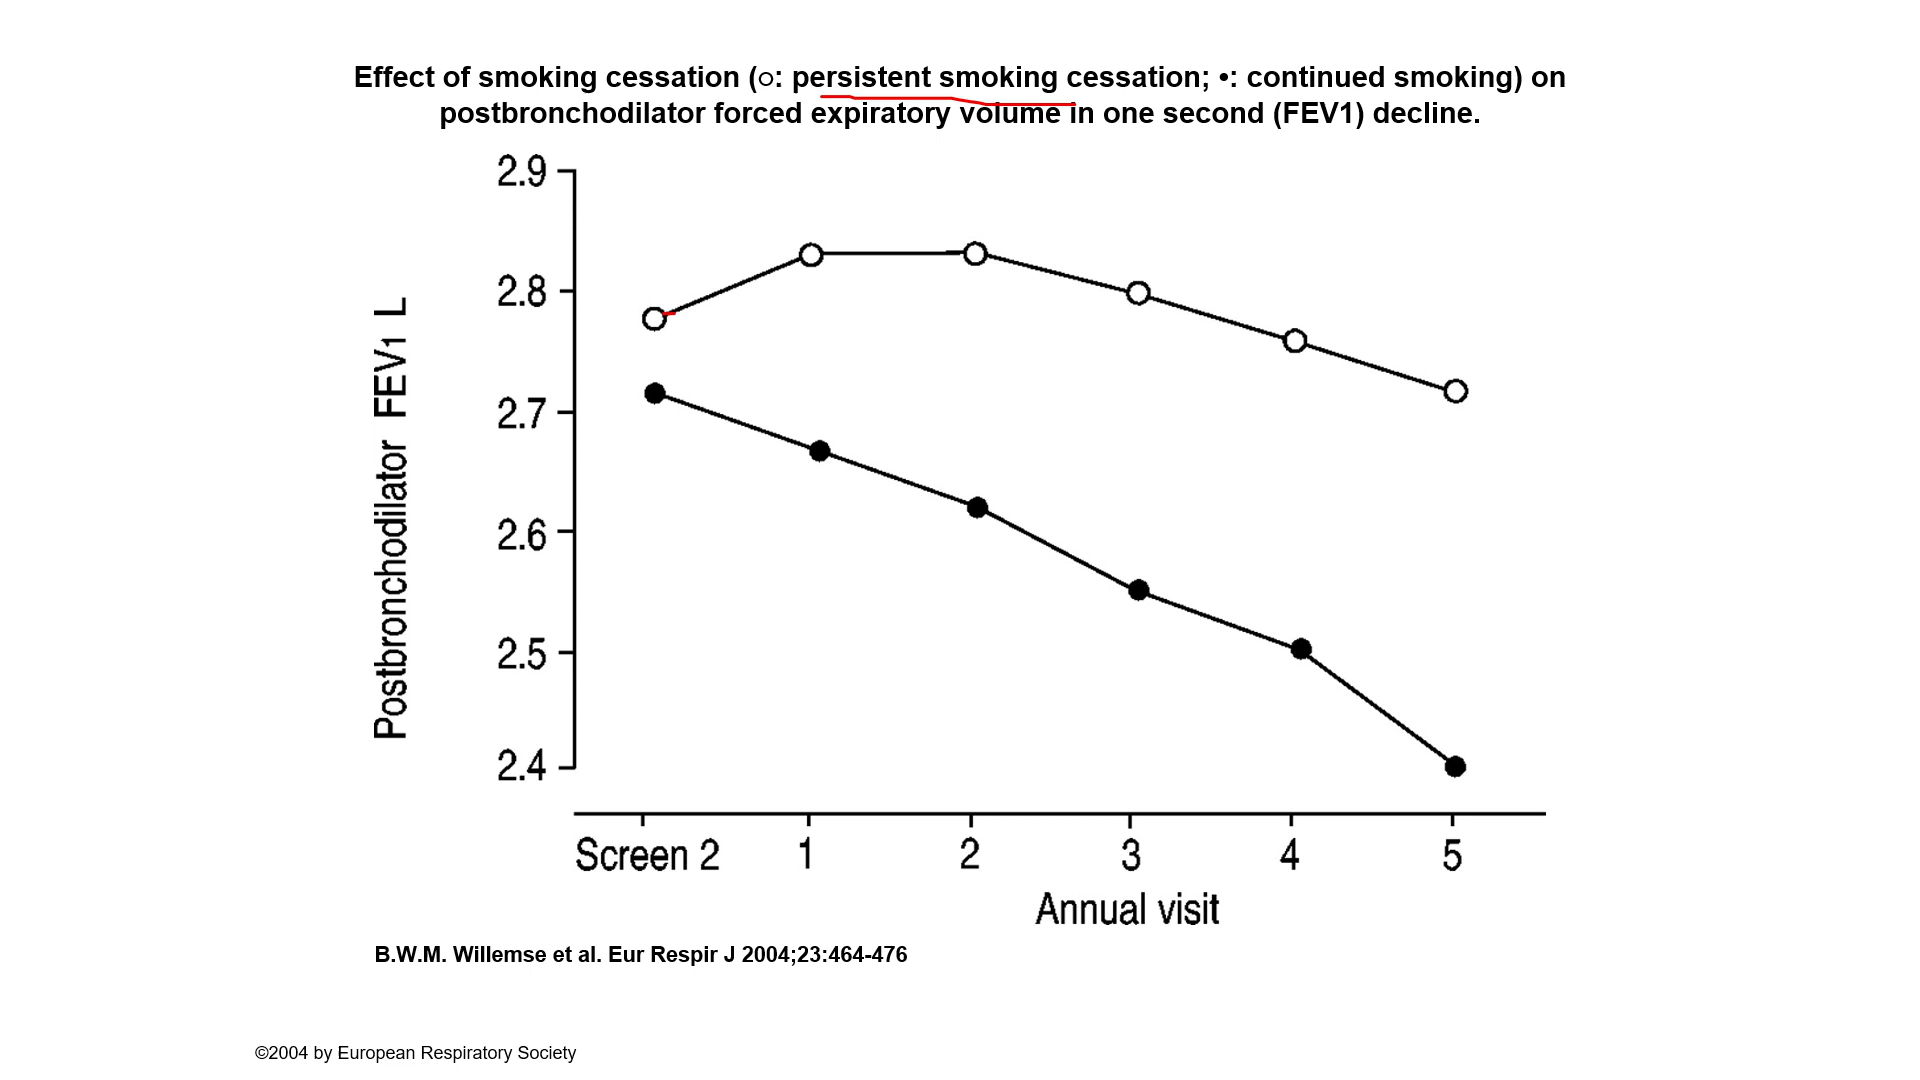 Effect of smoking cessation (○: persistent smoking cessation; •: continued smoking) on
postbronchodilator forced expiratory volume in one second (FEV1) decline.
Postbronchodilator FEV1 L
2.9
2.8
2.7
2.6
2.5
2.4
Screen 2 1 2 3 4 5
Annual visit
B.W.M. Willemse et al. Eur Respir J 2004;23:464-476
©2004 by European Respiratory Society